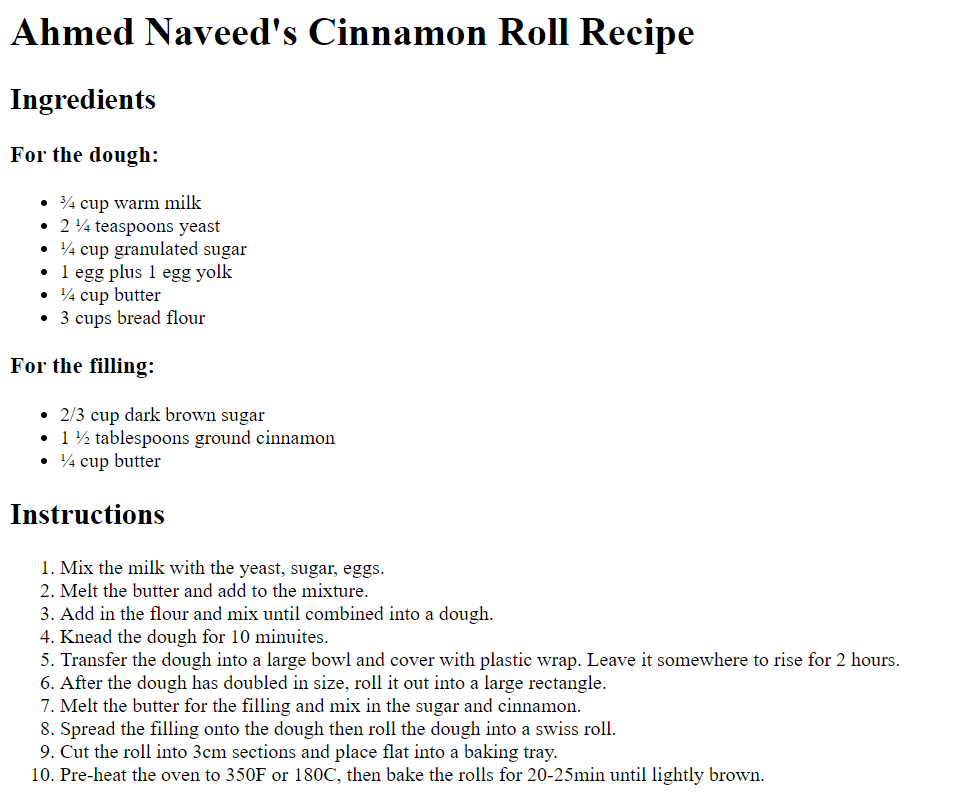 Ahmed Naveed's Cinnamon Roll Recipe
Ingredients
For the dough:
• ¾ cup warm milk
• 2 ¼ teaspoons yeast
• ¼ cup granulated sugar
• 1 egg plus 1 egg yolk
• ¼ cup butter
• 3 cups bread flour
For the filling:
• 2/3 cup dark brown sugar
• 1 ½ tablespoons ground cinnamon
• ¼ cup butter
Instructions
1. Mix the milk with the yeast, sugar, eggs.
2. Melt the butter and add to the mixture.
3. Add in the flour and mix until combined into a dough.
4. Knead the dough for 10 minuites.
5. Transfer the dough into a large bowl and cover with plastic wrap. Leave it somewhere to rise for 2 hours.
6. After the dough has doubled in size, roll it out into a large rectangle.
7. Melt the butter for the filling and mix in the sugar and cinnamon.
8. Spread the filling onto the dough then roll the dough into a swiss roll.
9. Cut the roll into 3cm sections and place flat into a baking tray.
10. Pre-heat the oven to 350F or 180C, then bake the rolls for 20-25min until lightly brown.